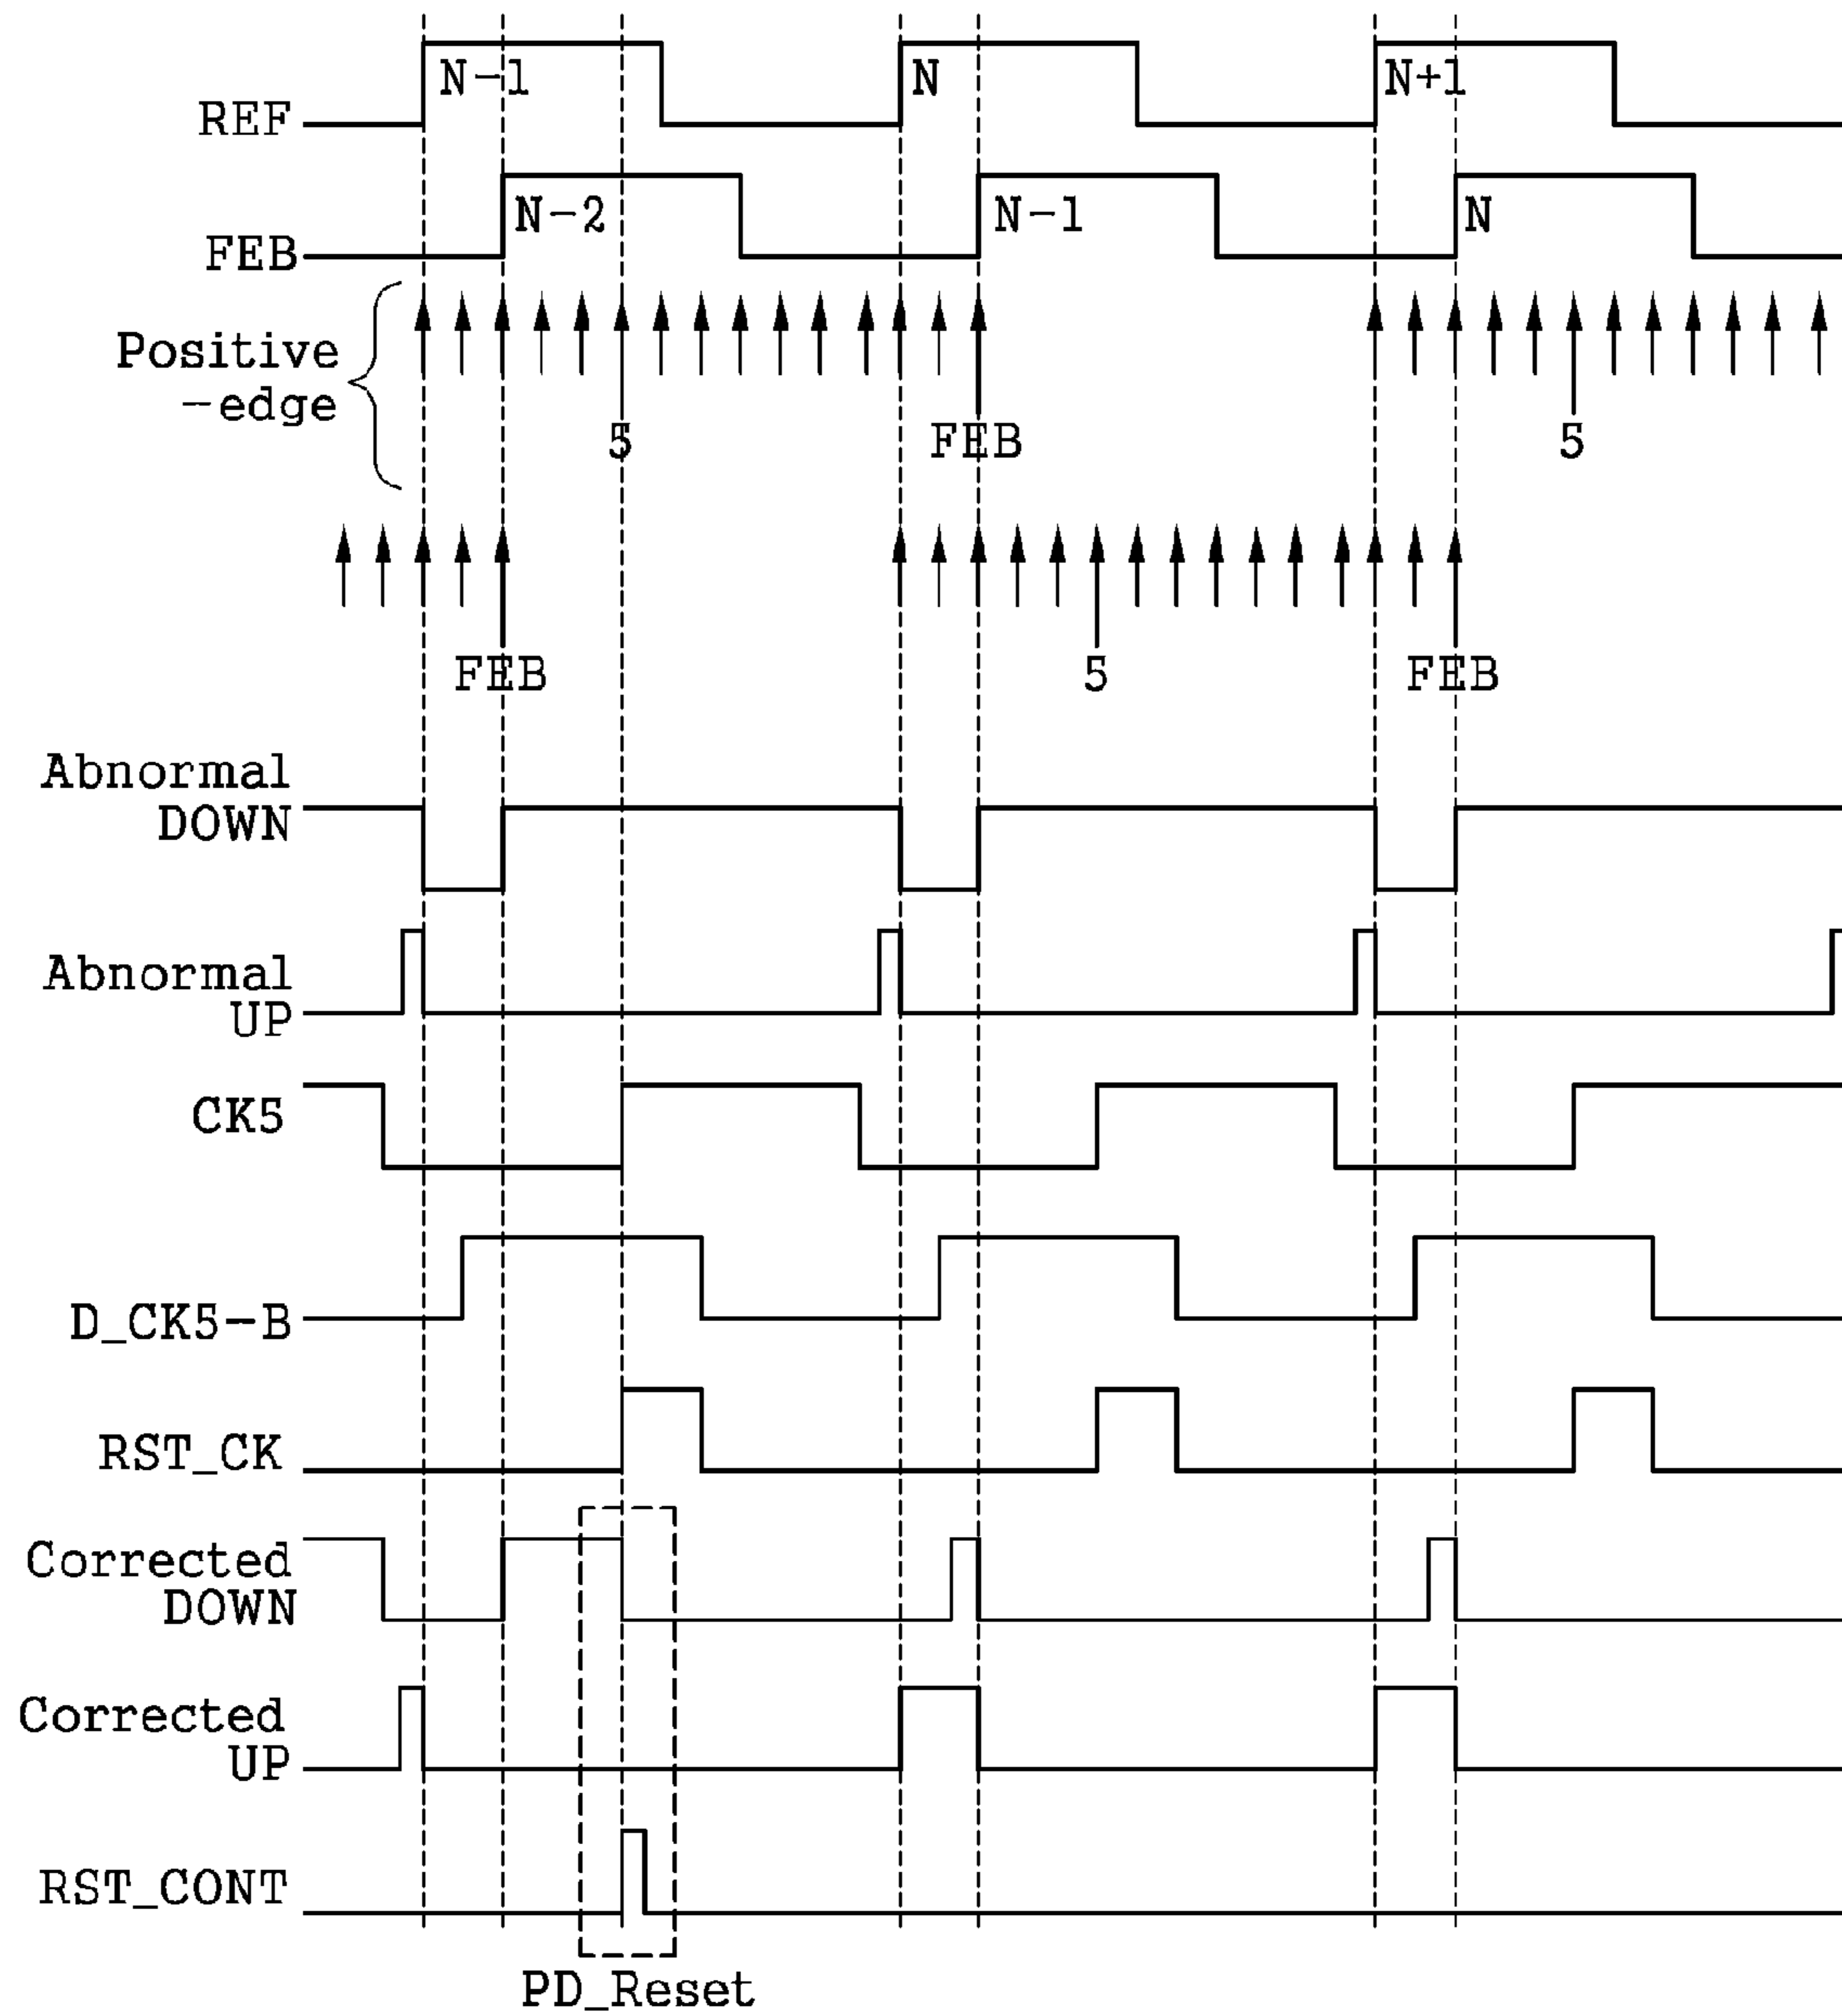 N-1
N
N+1
REF
N-2
N-1
N
FEB
Positive
-edge
5
FEB
5
FEB
5
FEB
Abnormal
DOWN
Abnormal
UP
CK5
D_CK5-B
RST_CK
Corrected
DOWN
Corrected
UP
RST_CONT
PD_Reset